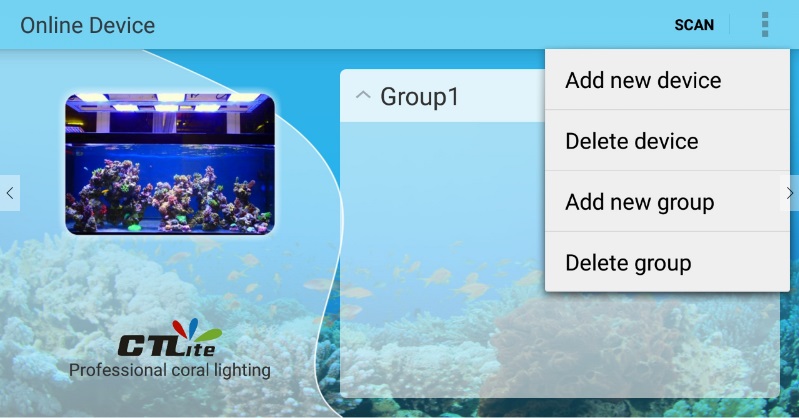 Online Device
SCAN
Group1
Add new device
Delete device
Add new group
Delete group
CTLite
Professional coral lighting